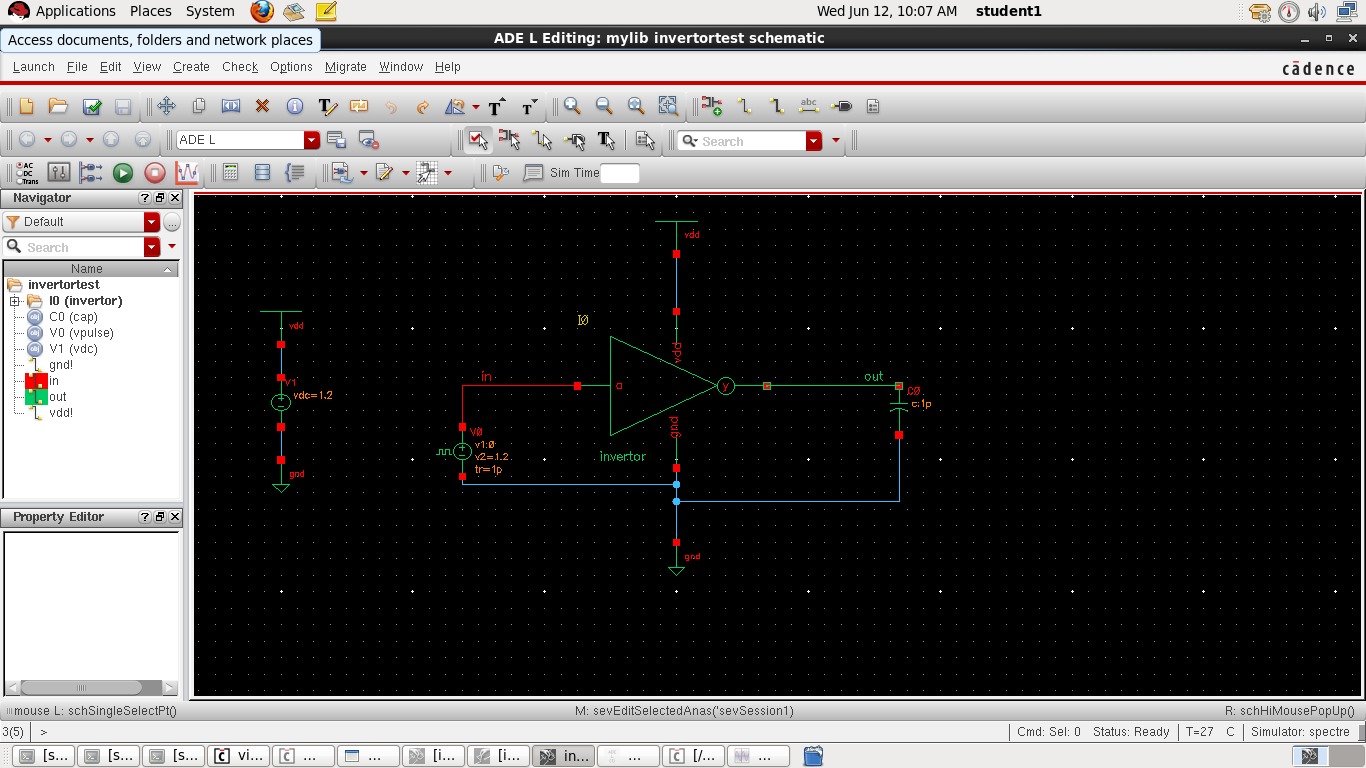 Applications Places System Wed Jun 12, 10:07 AM student1
Access documents, folders and network places
ADE L Editing: mylib invertortest schematic
Launch File Edit View Create Check Options Migrate Window Help cādence
abc
ADE L Search
AC
DC
Trans
Sim Time
Navigator
Default
Search
Name
invertortest
I0 (invertor)
C0 (cap)
V0 (vpulse)
V1 (vdc)
gnd!
in
out
vdd!
Property Editor
vdd
V1
vdc=1.2
gnd
vdd
I0
vdd
in
a
y
out
C0
c:1p
V0
v1:0
v2=1.2
tr=1p
gnd
invertor
gnd
mouse L: schSingleSelectPt() M: sevEditSelectedAnas('sevSession1) R: schHiMousePopUp()
3(5) > Cmd: Sel: 0 Status: Ready T=27 C Simulator: spectre
[s... [s... [s... vi... ... ... [i... [i... in... ... [/... ...